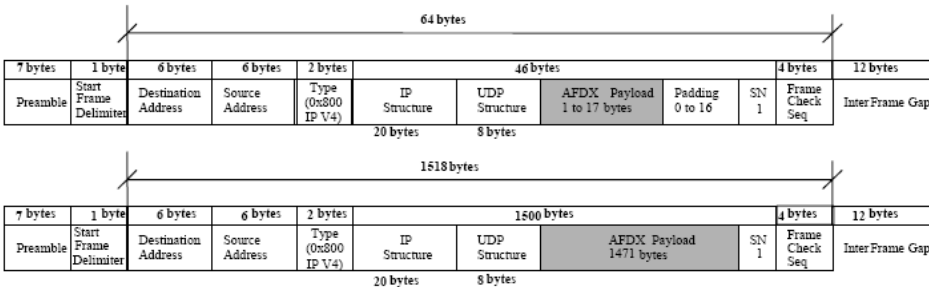 64 bytes
7 bytes 1 byte 6 bytes 6 bytes 2 bytes 46 bytes 4 bytes 12 bytes
Preamble
Start
Frame
Delimiter
Destination
Address
Source
Address
Type
(0x800
IP V4)
IP
Structure
UDP
Structure
AFDX Payload
1 to 17 bytes
Padding
0 to 16
SN
1
Frame
Check
Seq
Inter Frame Gap
20 bytes 8 bytes
1518 bytes
7 bytes 1 byte 6 bytes 6 bytes 2 bytes 1500 bytes 4 bytes 12 bytes
Preamble
Start
Frame
Delimiter
Destination
Address
Source
Address
Type
(0x800
IP V4)
IP
Structure
UDP
Structure
AFDX Payload
1471 bytes
SN
1
Frame
Check
Seq
Inter Frame Gap
20 bytes 8 bytes